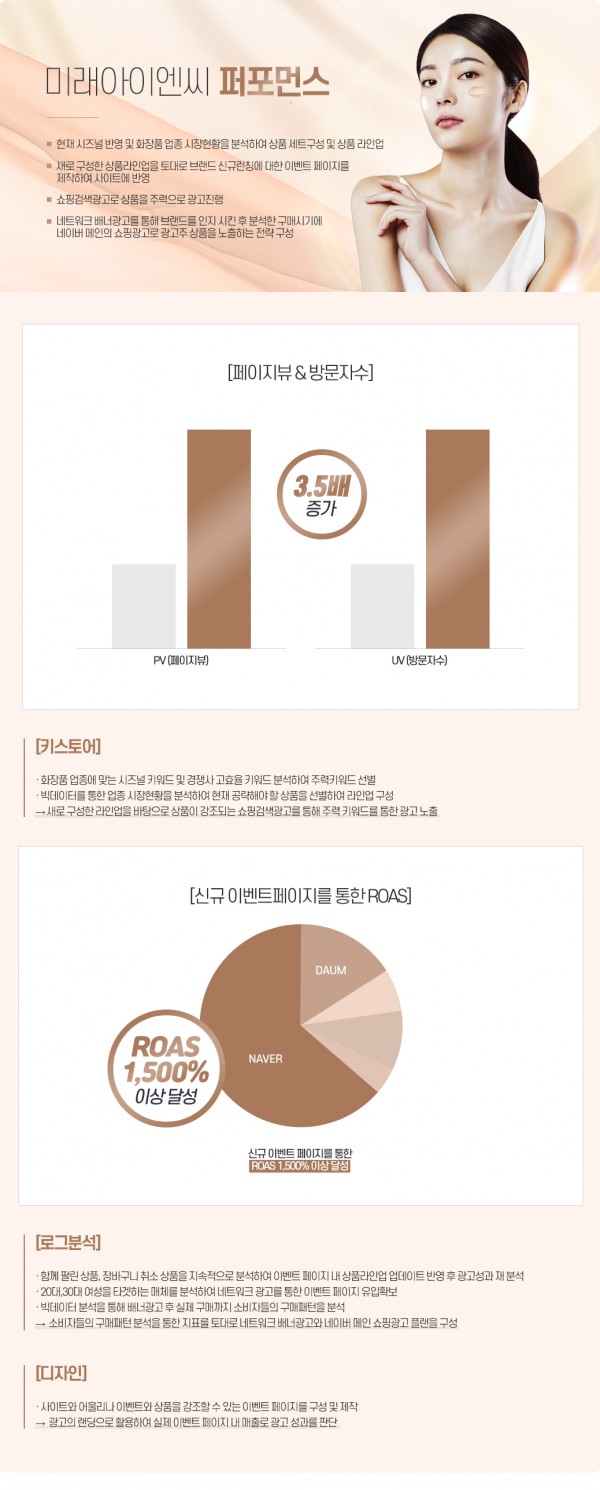 미래아이엔씨 퍼포먼스
■ 현재 시즈널 반영 및 화장품 업종 시장현황을 분석하여 상품 세트구성 및 상품 라인업
■ 새로 구성한 상품라인업을 토대로 브랜드 신규런칭에 대한 이벤트 페이지를
제작하여 사이트에 반영
■ 쇼핑검색광고로 상품을 주력으로 광고진행
■ 네트워크 배너광고를 통해 브랜드를 인지 시킨 후 분석한 구매시기에
네이버 메인의 쇼핑광고로 광고주 상품을 노출하는 전략 구성
[페이지뷰 & 방문자수]
3.5배
증가
PV (페이지뷰)
UV (방문자수)
[키스토어]
· 화장품 업종에 맞는 시즈널 키워드 및 경쟁사 고효율 키워드 분석하여 주력키워드 선별
· 빅데이터를 통한 업종 시장현황을 분석하여 현재 공략해야 할 상품을 선별하여 라인업 구성
→ 새로 구성한 라인업을 바탕으로 상품이 강조되는 쇼핑검색광고를 통해 주력 키워드를 통한 광고 노출
[신규 이벤트페이지를 통한 ROAS]
DAUM
NAVER
ROAS
1,500%
이상 달성
신규 이벤트 페이지를 통한
ROAS 1,500% 이상 달성
[로그분석]
· 함께 팔린 상품, 장바구니 취소 상품을 지속적으로 분석하여 이벤트 페이지 내 상품라인업 업데이트 반영 후 광고성과 재 분석
· 20대,30대 여성을 타겟하는 매체를 분석하여 네트워크 광고를 통한 이벤트 페이지 유입확보
· 빅데이터 분석을 통해 배너광고 후 실제 구매까지 소비자들의 구매패턴을 분석
→ 소비자들의 구매패턴 분석을 통한 지표를 토대로 네트워크 배너광고와 네이버 메인 쇼핑광고 플랜을 구성
[디자인]
· 사이트와 어울리나 이벤트와 상품을 강조할 수 있는 이벤트 페이지를 구성 및 제작
→ 광고의 랜딩으로 활용하여 실제 이벤트 페이지 내 매출로 광고 성과를 판단